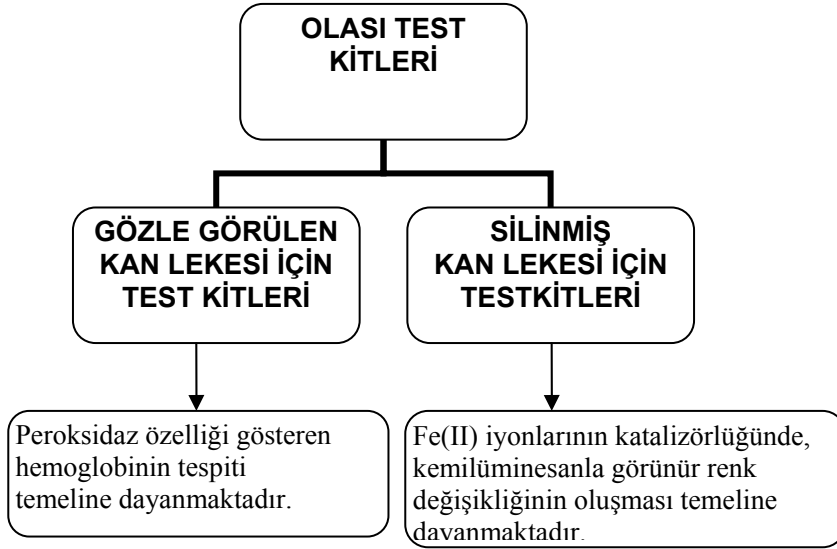 OLASI TEST
KİTLERİ
GÖZLE GÖRÜLEN
KAN LEKESİ İÇİN
TEST KİTLERİ
SİLİNMİŞ
KAN LEKESİ İÇİN
TESTKİTLERİ
Peroksidaz özelliği gösteren
hemoglobinin tespiti
temeline dayanmaktadır.
Fe(II) iyonlarının katalizörlüğünde,
kemilüminesanla görünür renk
değişikliğinin oluşması temeline
dayanmaktadır.